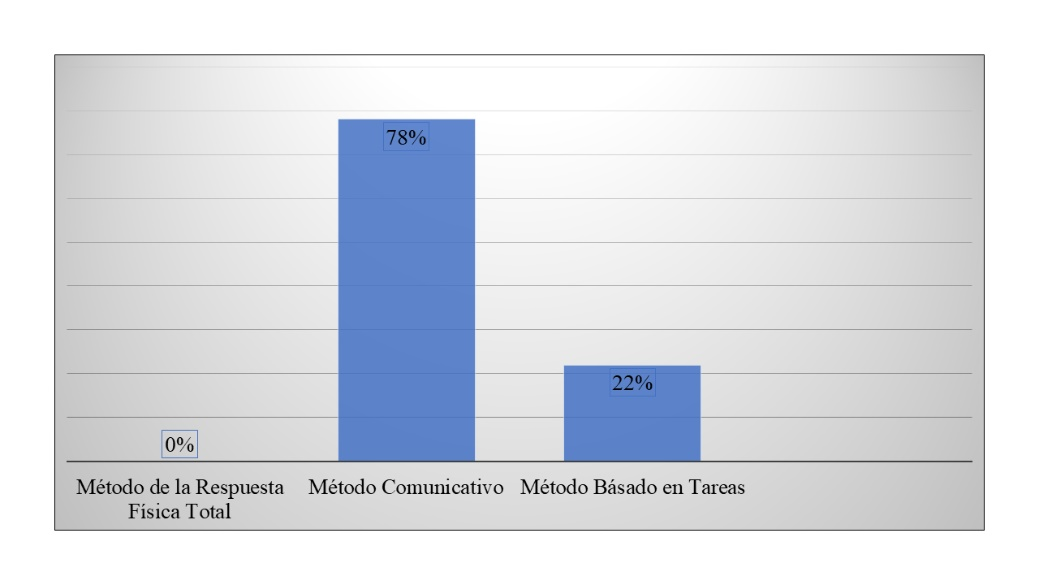 78%
22%
0%
Método de la Respuesta
Física Total
Método Comunicativo
Método Básado en Tareas